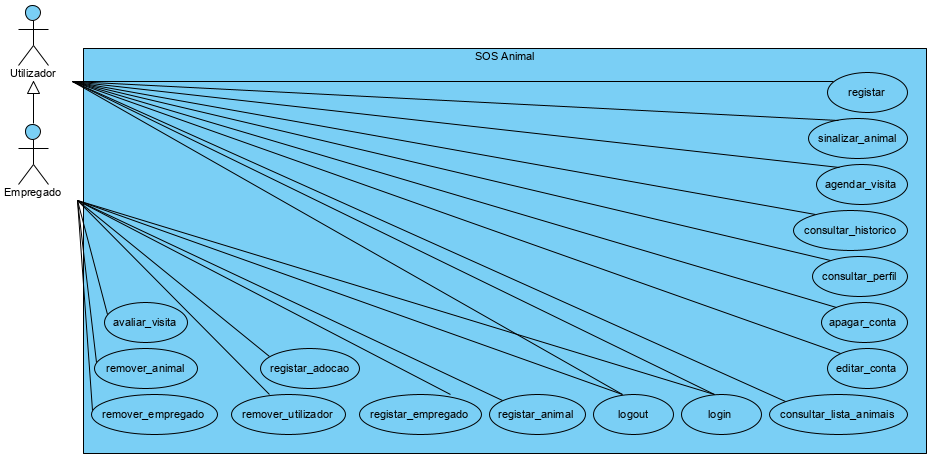 SOS Animal
Utilizador
registrar
sinalizar_animal
agendar_visita
Empregado
consultar_historico
consultar_perfil
avaliar_visita
apagar_conta
remover_animal
registar_adocao
editar_conta
remover_empregado
remover_utilizador
registar_empregado
registar_animal
logout
login
consultar_lista_animais